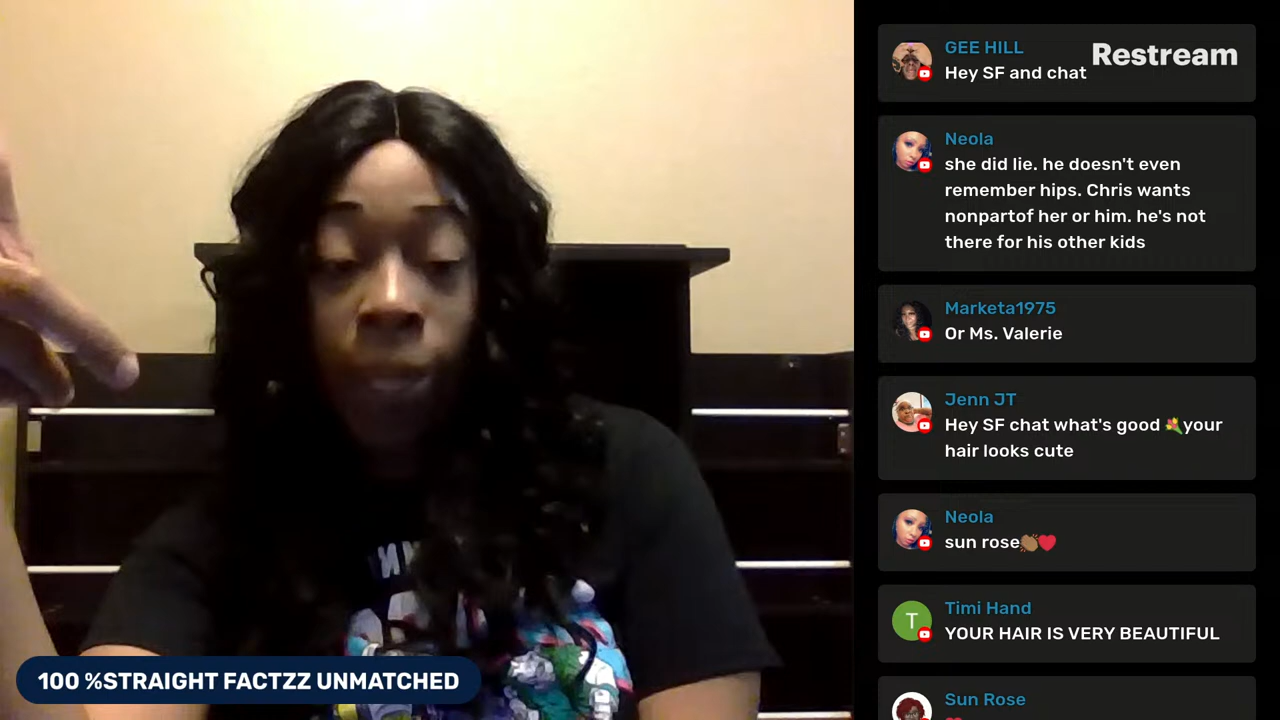 GEE HILL
Restream
Hey SF and chat
Neola
she did lie. he doesn't even
remember hips. Chris wants
nonpartof her or him. he's not
there for his other kids
Marketa1975
Or Ms. Valerie
Jenn JT
Hey SF chat what's good 💐your
hair looks cute
Neola
sun rose👏🏾❤️
Timi Hand
T
YOUR HAIR IS VERY BEAUTIFUL
Sun Rose
100 %STRAIGHT FACTZZ UNMATCHED